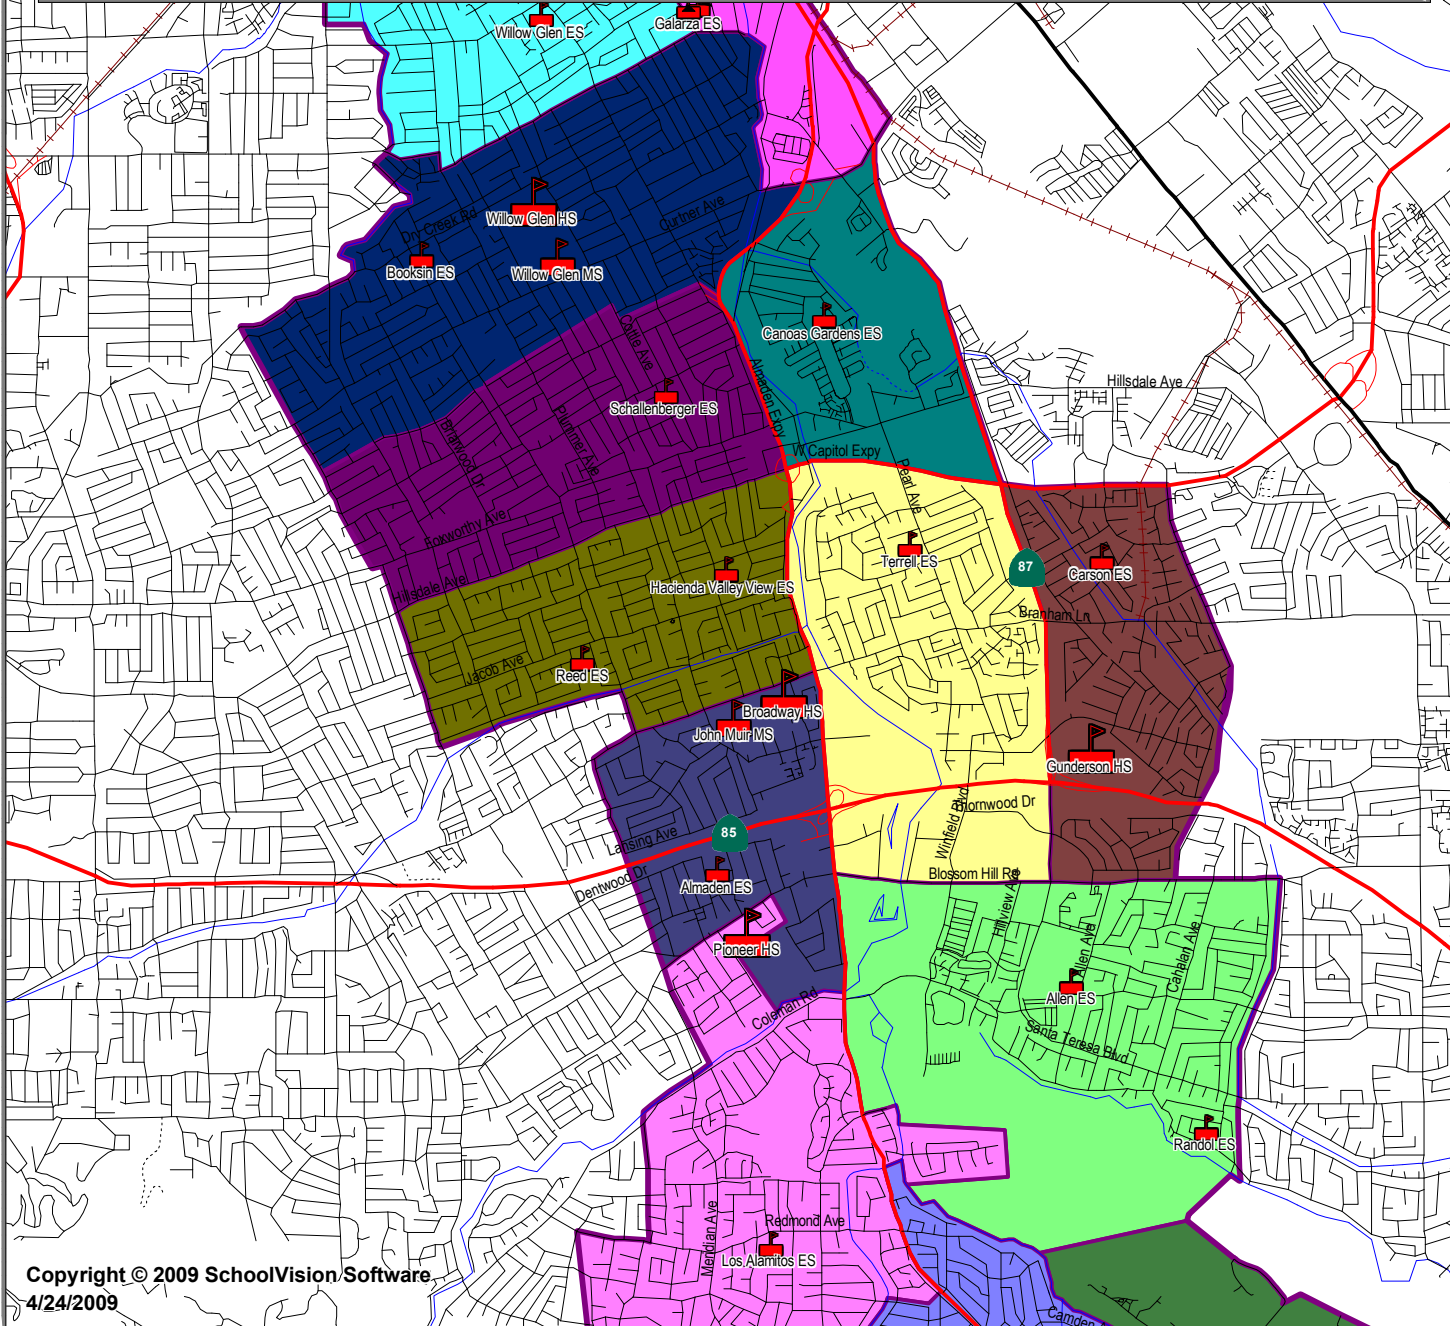 Willow Glen ES
Galarza ES
Dry Creek Rd
Willow Glen HS
Curtner Ave
Booksin ES
Willow Glen MS
Canoas Gardens ES
Cottle Ave
Almaden Expy
Hillsdale Ave
Schallenberger ES
Briarwood Dr
Plummer Ave
W Capitol Expy
Pearl Ave
Foxworthy Ave
Terrell ES
87
Carson ES
Hillsdale Ave
Hacienda Valley View ES
Branham Ln
Jacob Ave
Reed ES
Broadway HS
John Muir MS
Gunderson HS
Winfield Blvd
Thornwood Dr
85
Lansing Ave
Dentwood Dr
Almaden ES
Blossom Hill Rd
Hillview Ave
Pioneer HS
Allen Ave
Cahalan Ave
Allen ES
Coleman Rd
Santa Teresa Blvd
Randol ES
Meridian Ave
Redmond Ave
Los Alamitos ES
Camden
Copyright © 2009 SchoolVision Software
4/24/2009